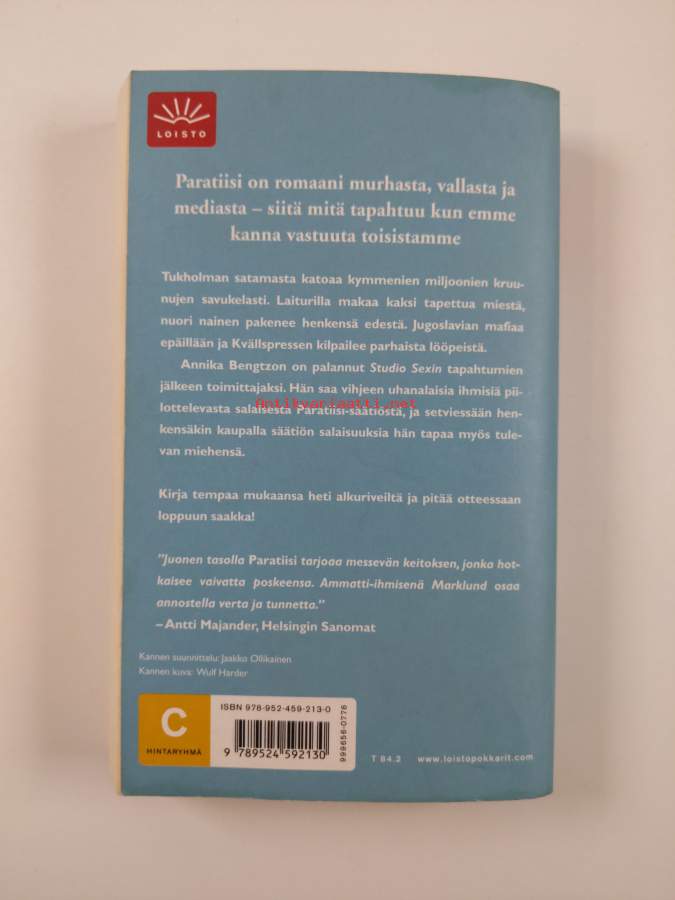 LOISTO
Paratiisi on romaani murhasta, vallasta ja
mediasta – siitä mitä tapahtuu kun emme
kanna vastuuta toisistamme
Tukholman satamasta katoaa kymmenien miljoonien kruu-
nujen savukelasti. Laiturilla makaa kaksi tapettua miestä,
nuori nainen pakenee henkensä edestä. Jugoslavian mafiaa
epäillään ja Kvällspressen kilpailee parhaista lööpeistä.
Annika Bengtzon on palannut Studio Sexin tapahtumien
jälkeen toimittajaksi. Hän saa vihjeen uhanalaisia ihmisiä pii-
lottelevasta salaisesta Paratiisi-säätiöstä, ja setviessään hen-
Antikvariaatti.net
kensäkin kaupalla säätiön salaisuuksia hän tapaa myös tule-
van miehensä.
Kirja tempaa mukaansa heti alkuriveiltä ja pitää otteessaan
loppuun saakka!
”Juonen tasolla Paratiisi tarjoaa messevän keitoksen, jonka hot-
kaisee vaivatta poskeensa. Ammatti-ihmisenä Marklund osaa
annostella verta ja tunnetta.”
– Antti Majander, Helsingin Sanomat
Kannen suunnittelu: Jaakko Ollikainen
Kannen kuva: Wulf Harder
C
HINTARYHMÄ
ISBN 978-952-459-213-0
9 789524 592130
999656-0776
T 84.2
www.loistopokkarit.com